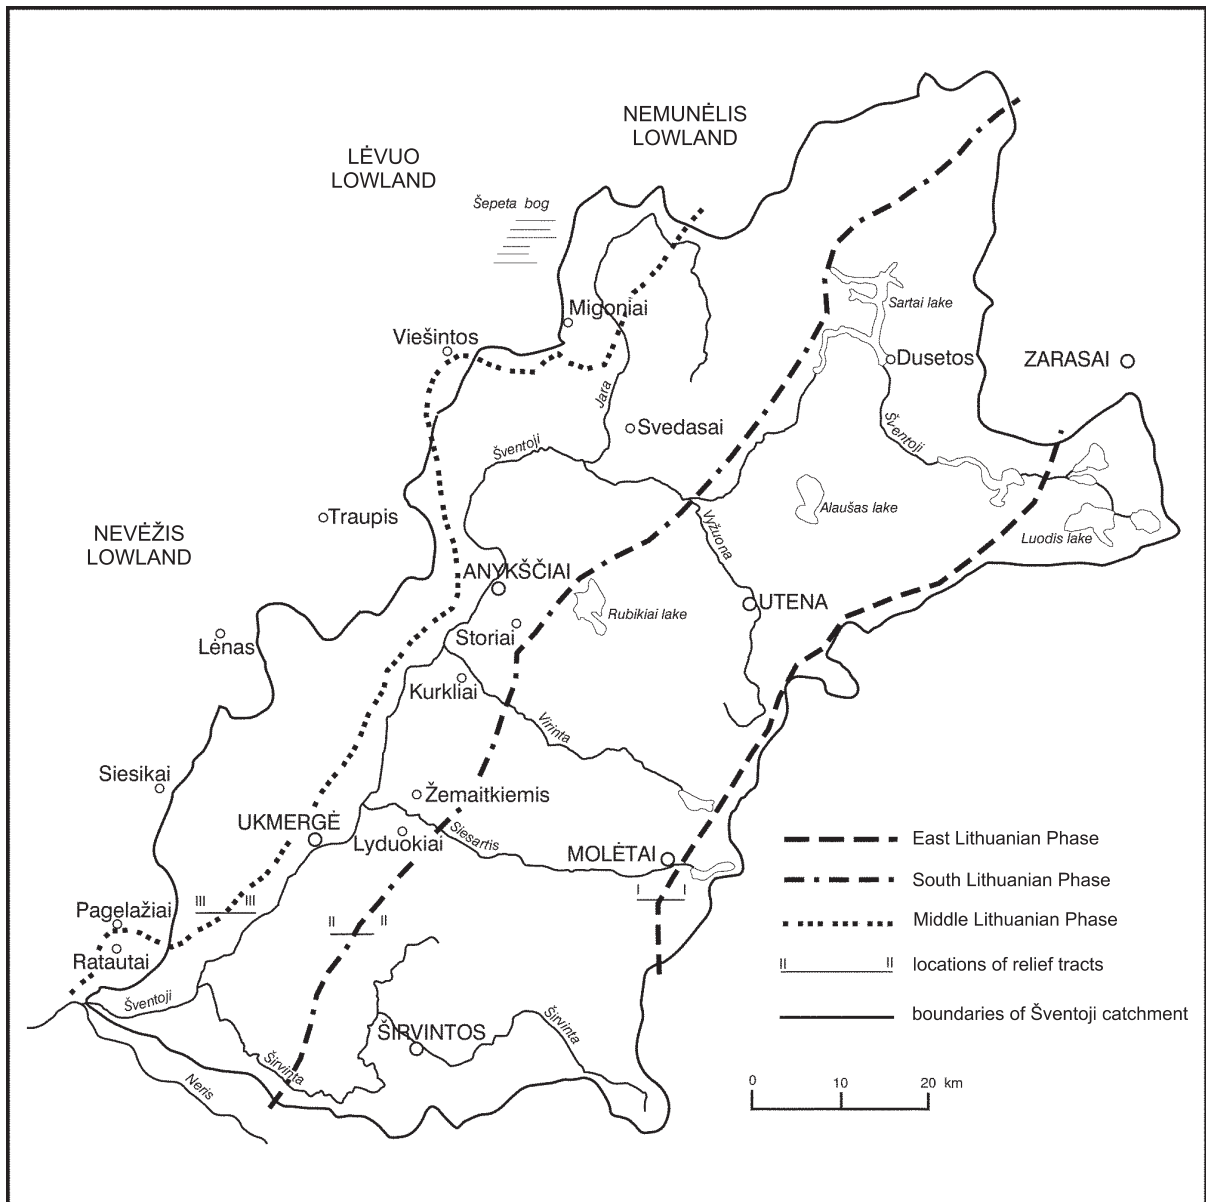 NEMUNĖLIS
LOWLAND
LĖVUO
LOWLAND
Šepeta bog
Sartai lake
Migoniai
Viešintos
Dusetos
ZARASAI
Jara
Svedasai
Šventoji
Šventoji
Alaušas lake
Traupis
Vyžuona
Luodis lake
NEVĖŽIS
LOWLAND
ANYKŠČIAI
UTENA
Rubikiai lake
Storiai
Lėnas
Kurkliai
Virinta
Siesikai
Žemaitkiemis
UKMERGĖ
Lyduokiai
Siesartis
MOLĖTAI
East Lithuanian Phase
South Lithuanian Phase
I I
III III
Pagelažiai
Middle Lithuanian Phase
II II
Ratautai
II II
locations of relief tracts
Šventoji
boundaries of Šventoji catchment
ŠIRVINTOS
Širvinta
Širvinta
Neris
0 10 20 km